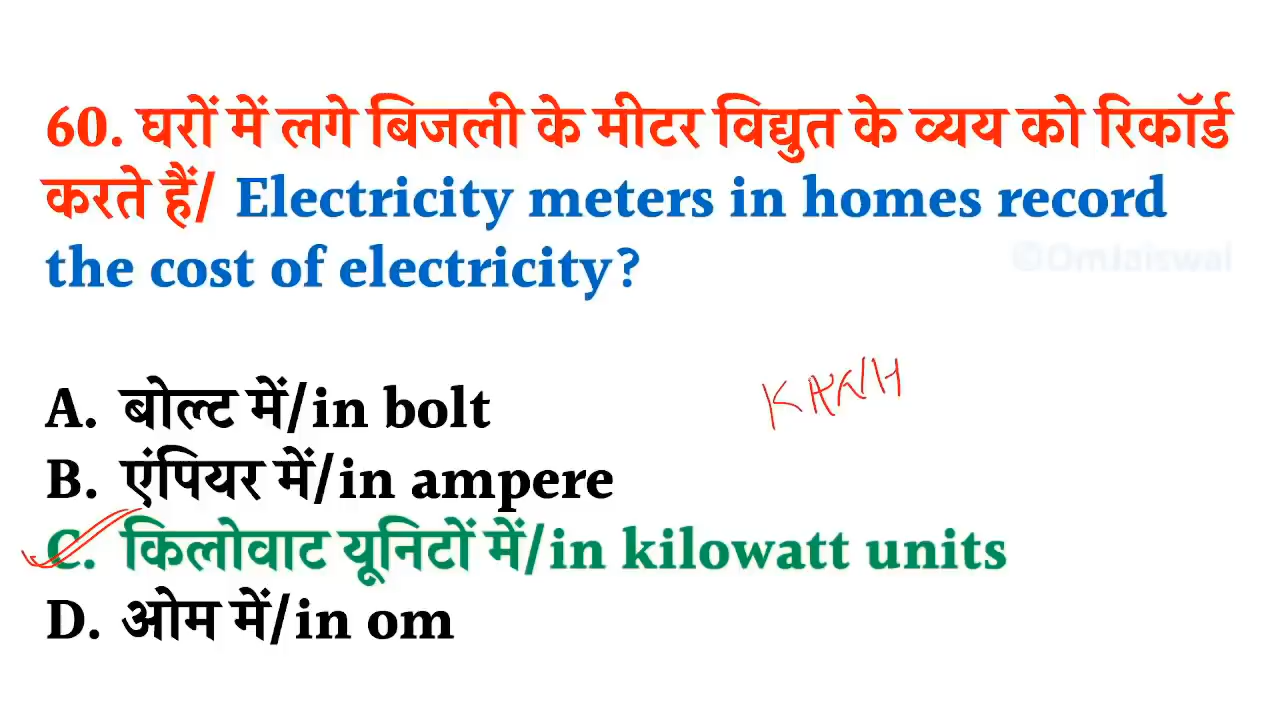 60. घरों में लगे बिजली के मीटर विद्युत के व्यय को रिकॉर्ड
करते हैं/ Electricity meters in homes record
the cost of electricity?
@OmJaiswal
A. बोल्ट में/in bolt
B. एंपियर में/in ampere
C. किलोवाट यूनिटों में/in kilowatt units
D. ओम में/in om